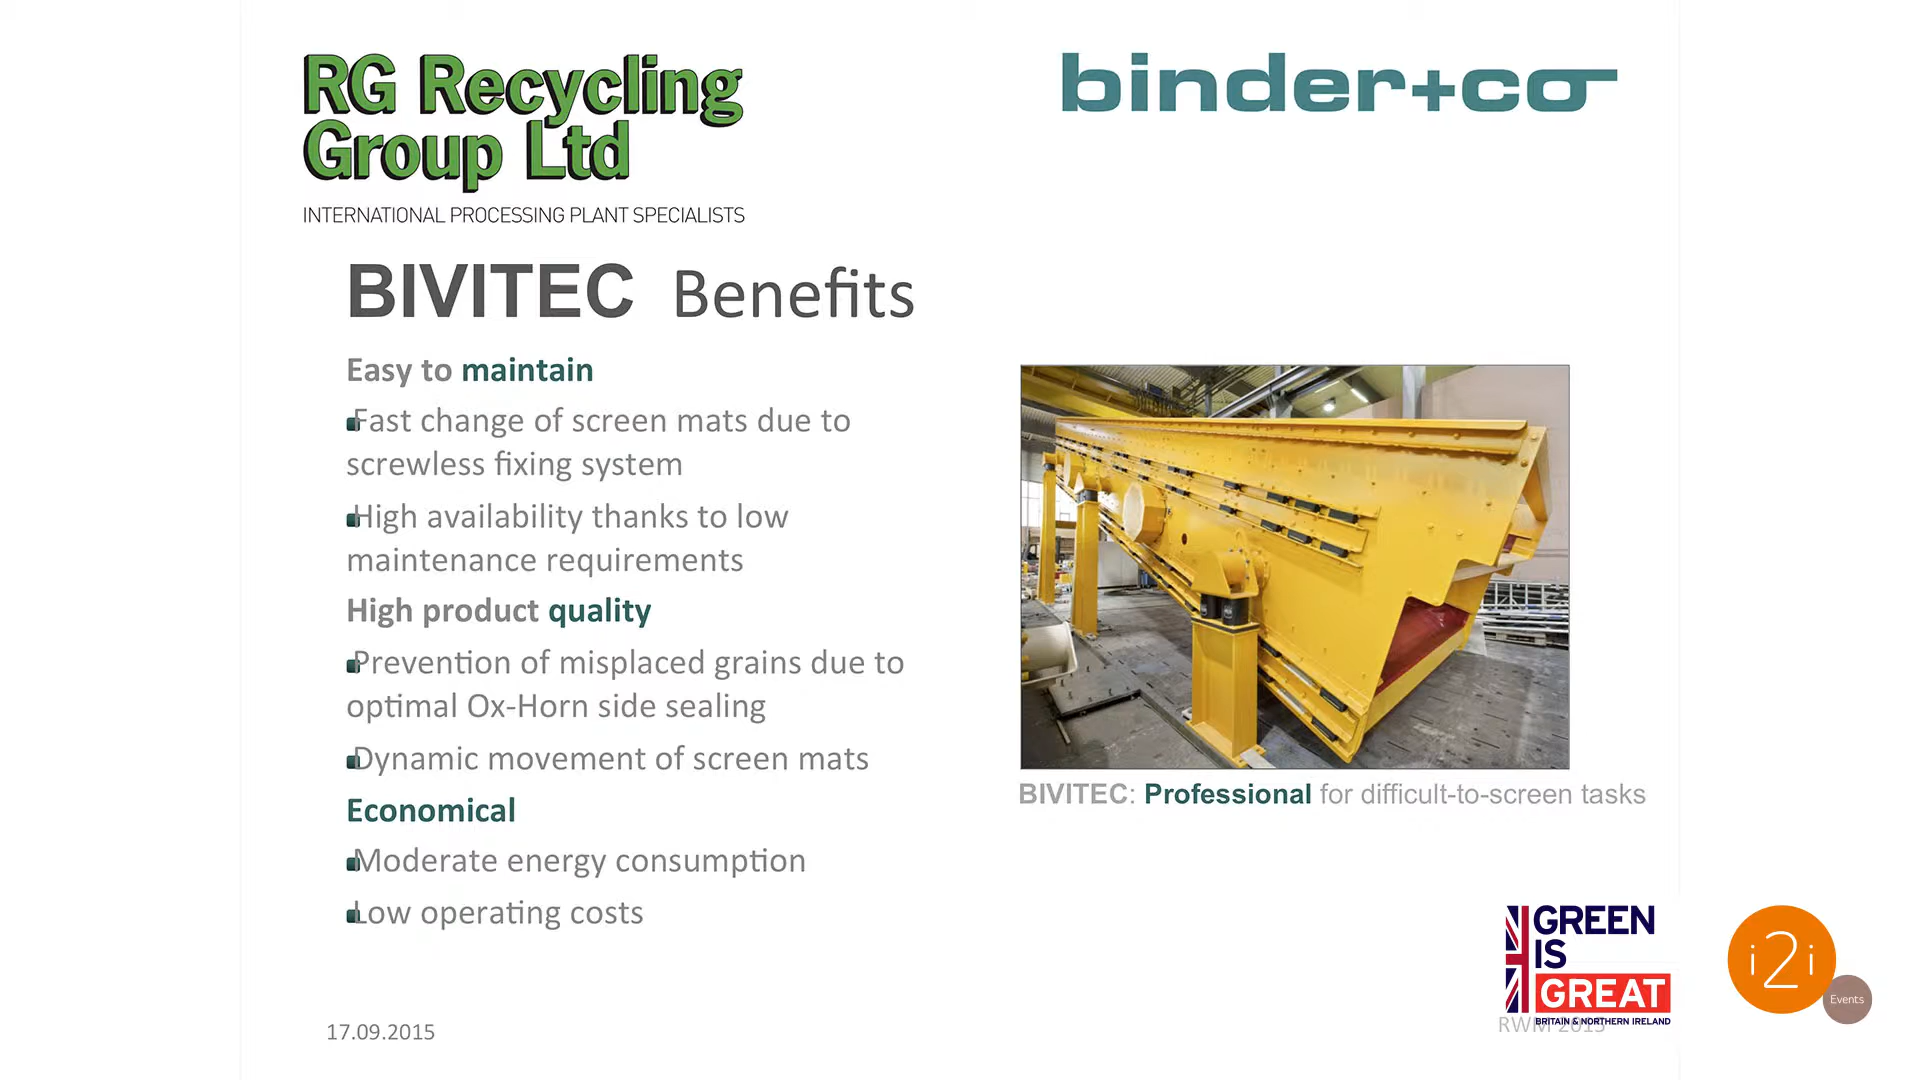 RG Recycling
Group Ltd
INTERNATIONAL PROCESSING PLANT SPECIALISTS
binder+co
BIVITEC Benefits
Easy to maintain
Fast change of screen mats due to
screwless fixing system
High availability thanks to low
maintenance requirements
High product quality
Prevention of misplaced grains due to
optimal Ox-Horn side sealing
Dynamic movement of screen mats
Economical
Moderate energy consumption
Low operating costs
BIVITEC: Professional for difficult-to-screen tasks
GREEN
IS
GREAT
BRITAIN & NORTHERN IRELAND
i2i
Events
17.09.2015
RWM 2015